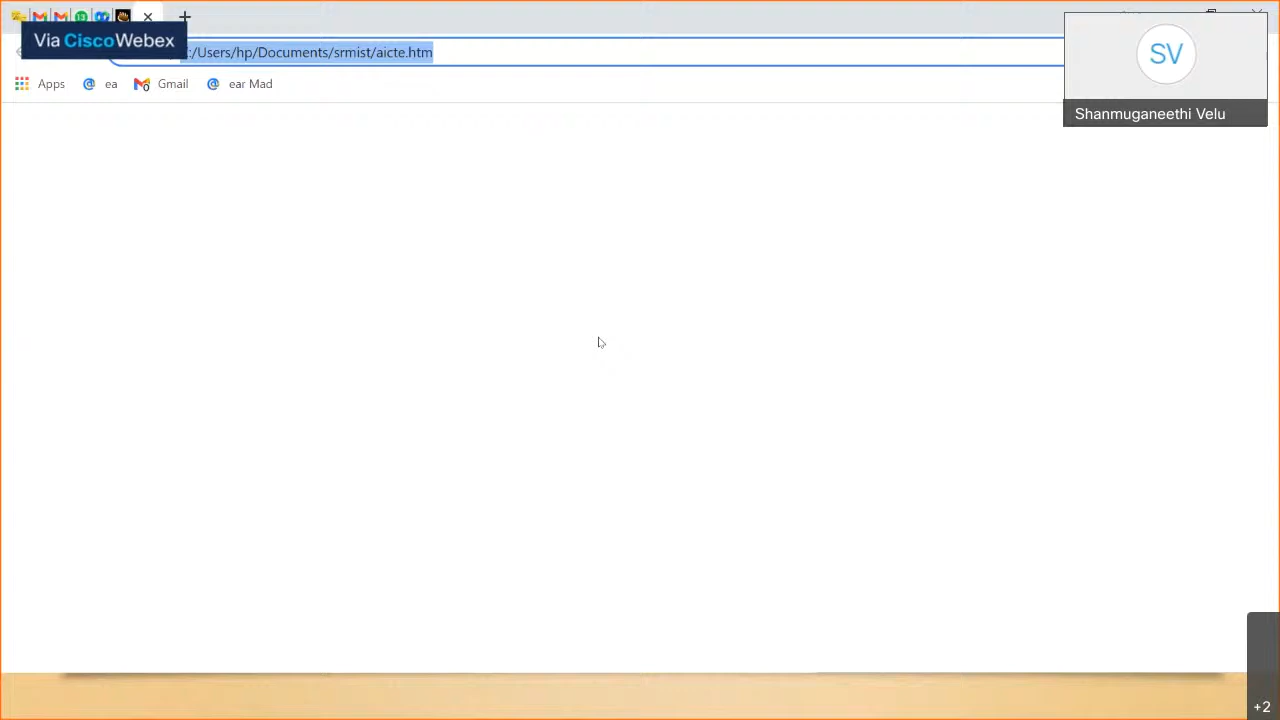 Via CiscoWebex
:/Users/hp/Documents/srmist/aicte.htm
Apps
ea
Gmail
ear Mad
SV
Shanmuganeethi Velu
+2